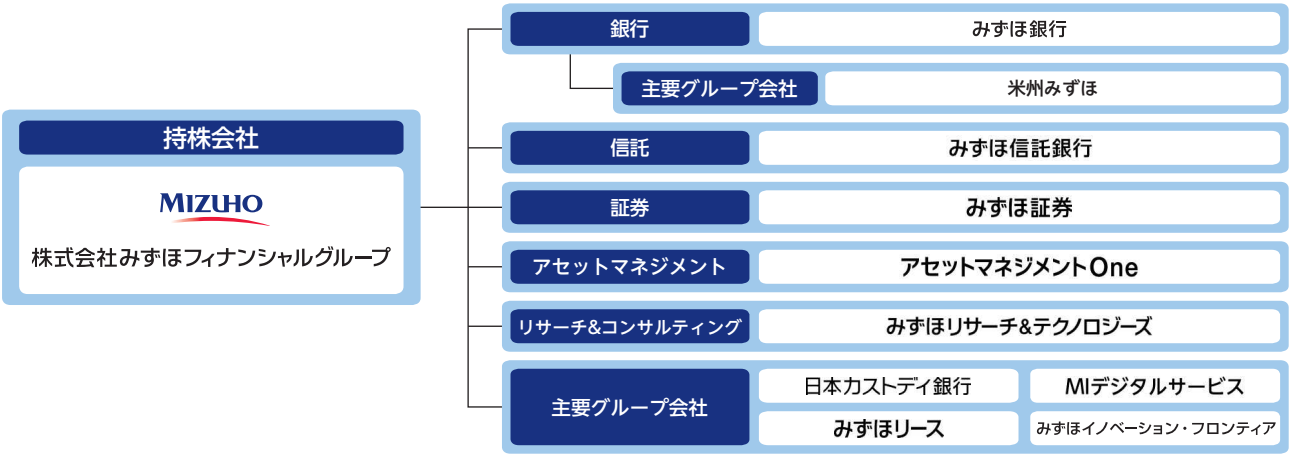 持株会社
MIZUHO
株式会社みずほフィナンシャルグループ
銀行
みずほ銀行
主要グループ会社
米州みずほ
信託
みずほ信託銀行
証券
みずほ証券
アセットマネジメント
アセットマネジメントOne
リサーチ&コンサルティング
みずほリサーチ&テクノロジーズ
主要グループ会社
日本カストディ銀行
MIデジタルサービス
みずほリース
みずほイノベーション・フロンティア